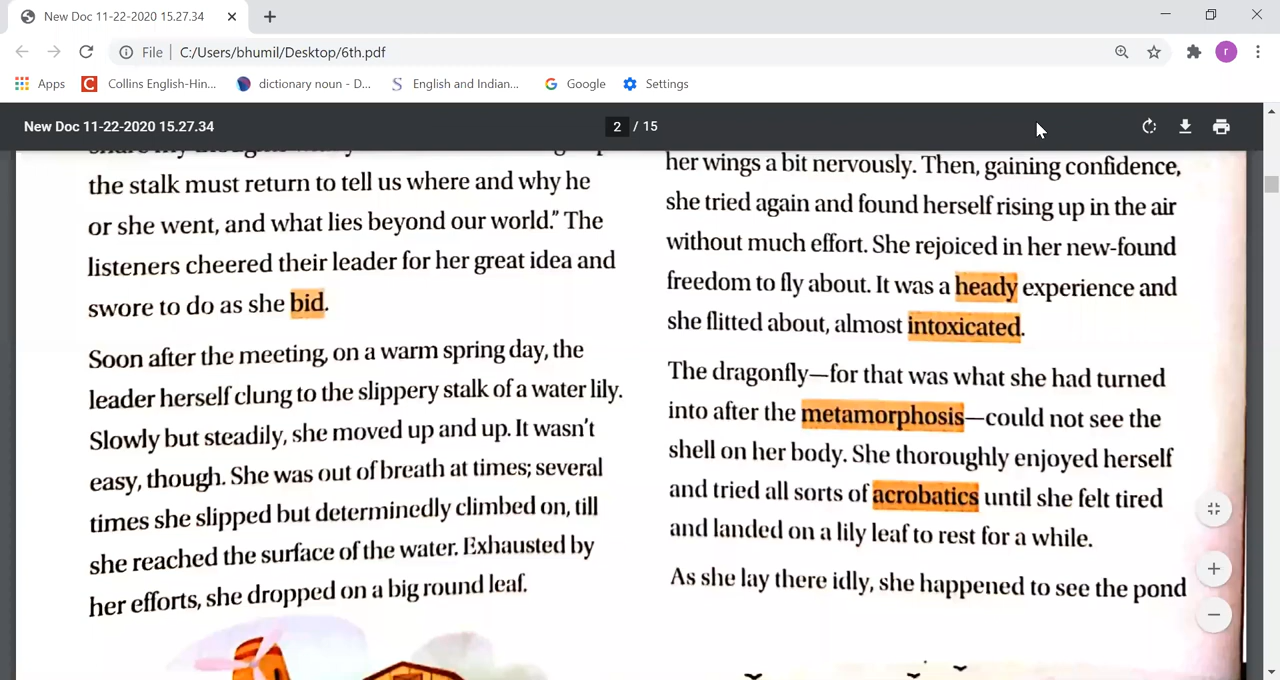 New Doc 11-22-2020 15.27.34
File
C:/Users/bhumil/Desktop/6th.pdf
r
Apps
Collins English-Hin...
dictionary noun - D...
English and Indian...
Google
Settings
New Doc 11-22-2020 15.27.34
2 / 15
the stalk must return to tell us where and why he
or she went, and what lies beyond our world." The
listeners cheered their leader for her great idea and
swore to do as she bid.
Soon after the meeting, on a warm spring day, the
leader herself clung to the slippery stalk of a water lily.
Slowly but steadily, she moved up and up. It wasn't
easy, though. She was out of breath at times; several
times she slipped but determinedly climbed on, till
she reached the surface of the water. Exhausted by
her efforts, she dropped on a big round leaf.
her wings a bit nervously. Then, gaining confidence,
she tried again and found herself rising up in the air
without much effort. She rejoiced in her new-found
freedom to fly about. It was a heady experience and
she flitted about, almost intoxicated.
The dragonfly—for that was what she had turned
into after the metamorphosis—could not see the
shell on her body. She thoroughly enjoyed herself
and tried all sorts of acrobatics until she felt tired
and landed on a lily leaf to rest for a while.
As she lay there idly, she happened to see the pond